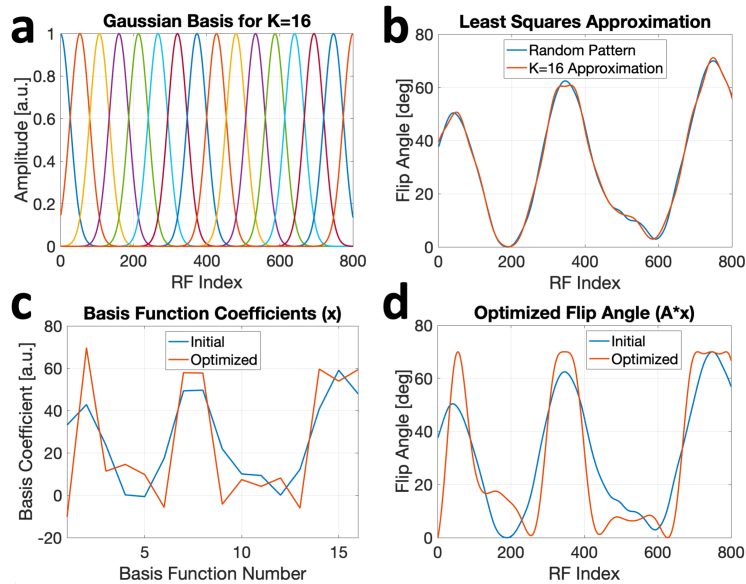 a
Gaussian Basis for K=16
Amplitude [a.u.]
1
0.8
0.6
0.4
0.2
0
0 200 400 600 800
RF Index
b
Least Squares Approximation
Random Pattern
K=16 Approximation
Flip Angle [deg]
80
60
40
20
0
0 200 400 600 800
RF Index
c
Basis Function Coefficients (x)
Initial
Optimized
Basis Coefficient [a.u.]
80
60
40
20
0
-20
5 10 15
Basis Function Number
d
Optimized Flip Angle (A*x)
Initial
Optimized
Flip Angle [deg]
80
60
40
20
0
0 200 400 600 800
RF Index